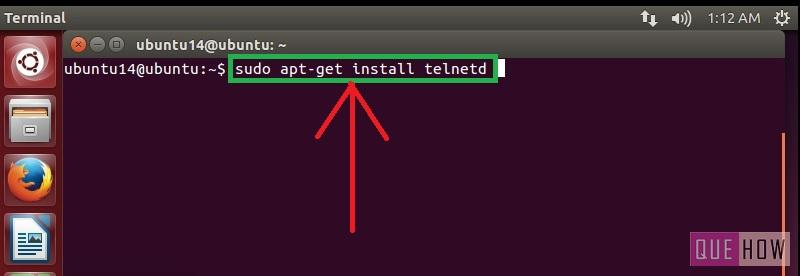 Terminal 1:12 AM
ubuntu14@ubuntu: ~
ubuntu14@ubuntu:~$ sudo apt-get install telnetd
QUE HOW